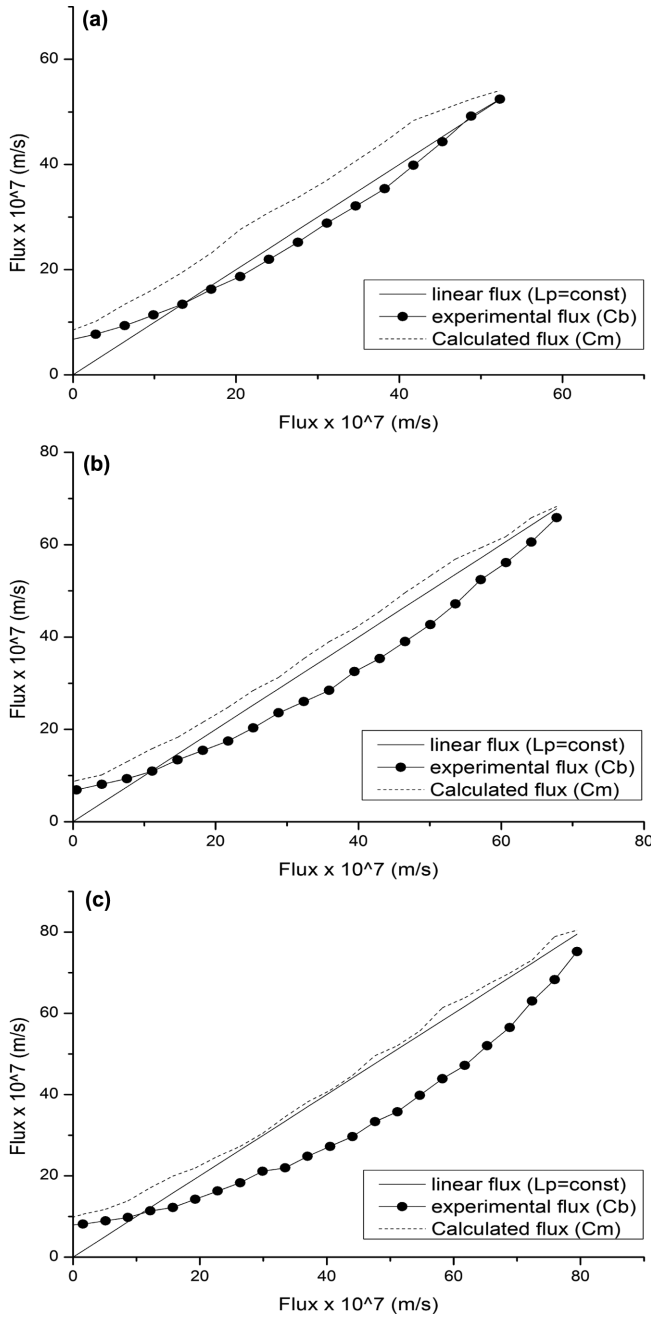 (a)
60
40
20
0
Flux x 10^7 (m/s)
linear flux (Lp=const)
experimental flux (Cb)
Calculated flux (Cm)
0
20
40
60
Flux x 10^7 (m/s)
(b)
80
60
40
20
0
Flux x 10^7 (m/s)
linear flux (Lp=const)
experimental flux (Cb)
Calculated flux (Cm)
0
20
40
60
80
Flux x 10^7 (m/s)
(c)
80
60
40
20
0
Flux x 10^7 (m/s)
linear flux (Lp=const)
experimental flux (Cb)
Calculated flux (Cm)
0
20
40
60
80
Flux x 10^7 (m/s)